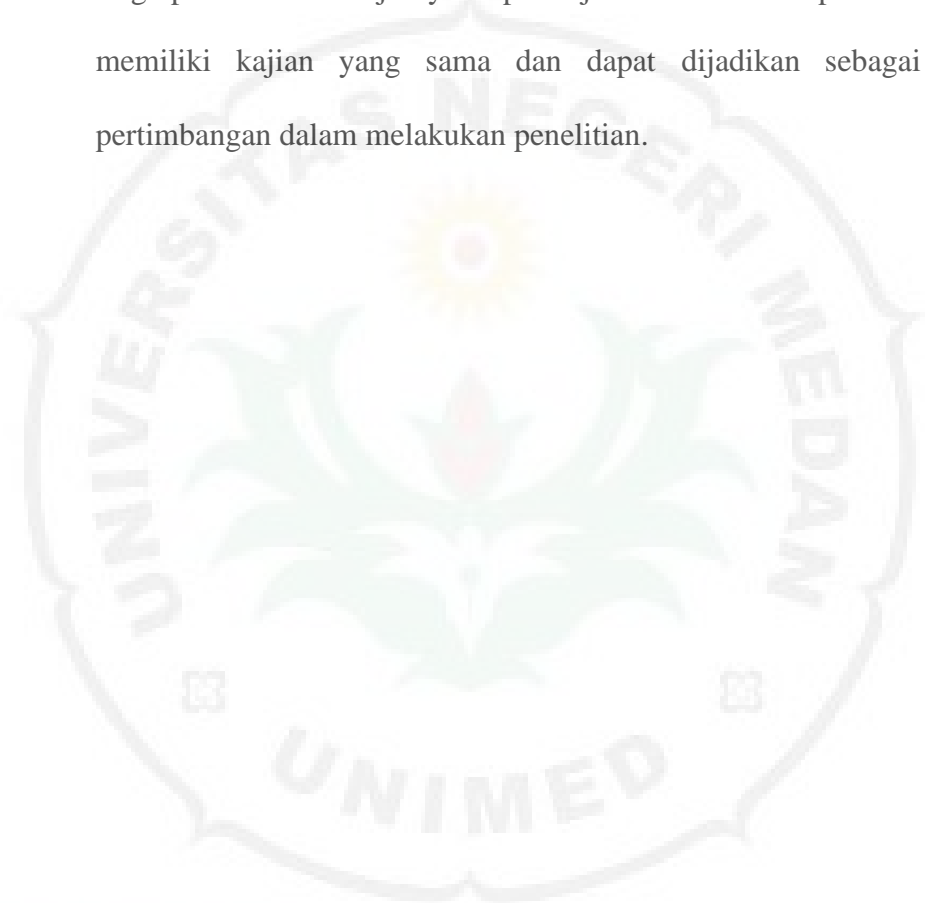 memiliki kajian yang sama dan dapat dijadikan sebagai
pertimbangan dalam melakukan penelitian.
UNIVERSITAS NEGERI MEDAN
UNIMED